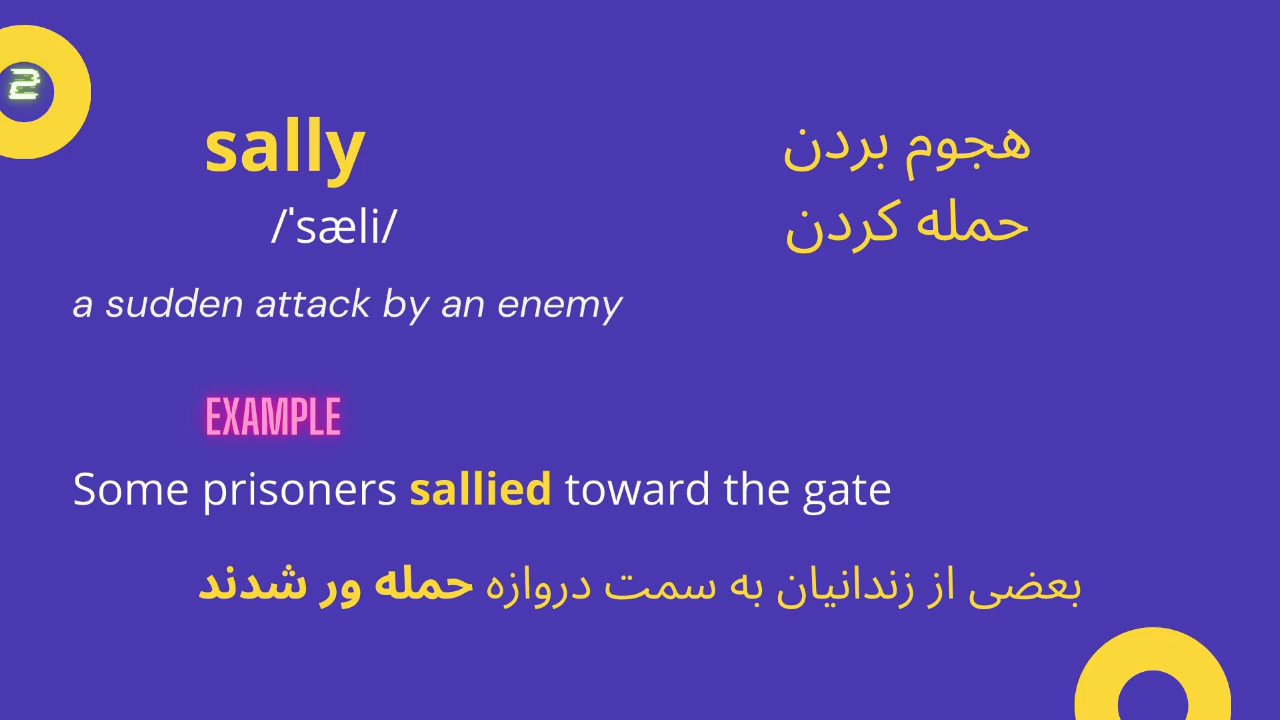 2
sally
هجوم بردن
/ˈsæli/
حمله کردن
a sudden attack by an enemy
EXAMPLE
Some prisoners sallied toward the gate
بعضی از زندانیان به سمت دروازه حمله ور شدند